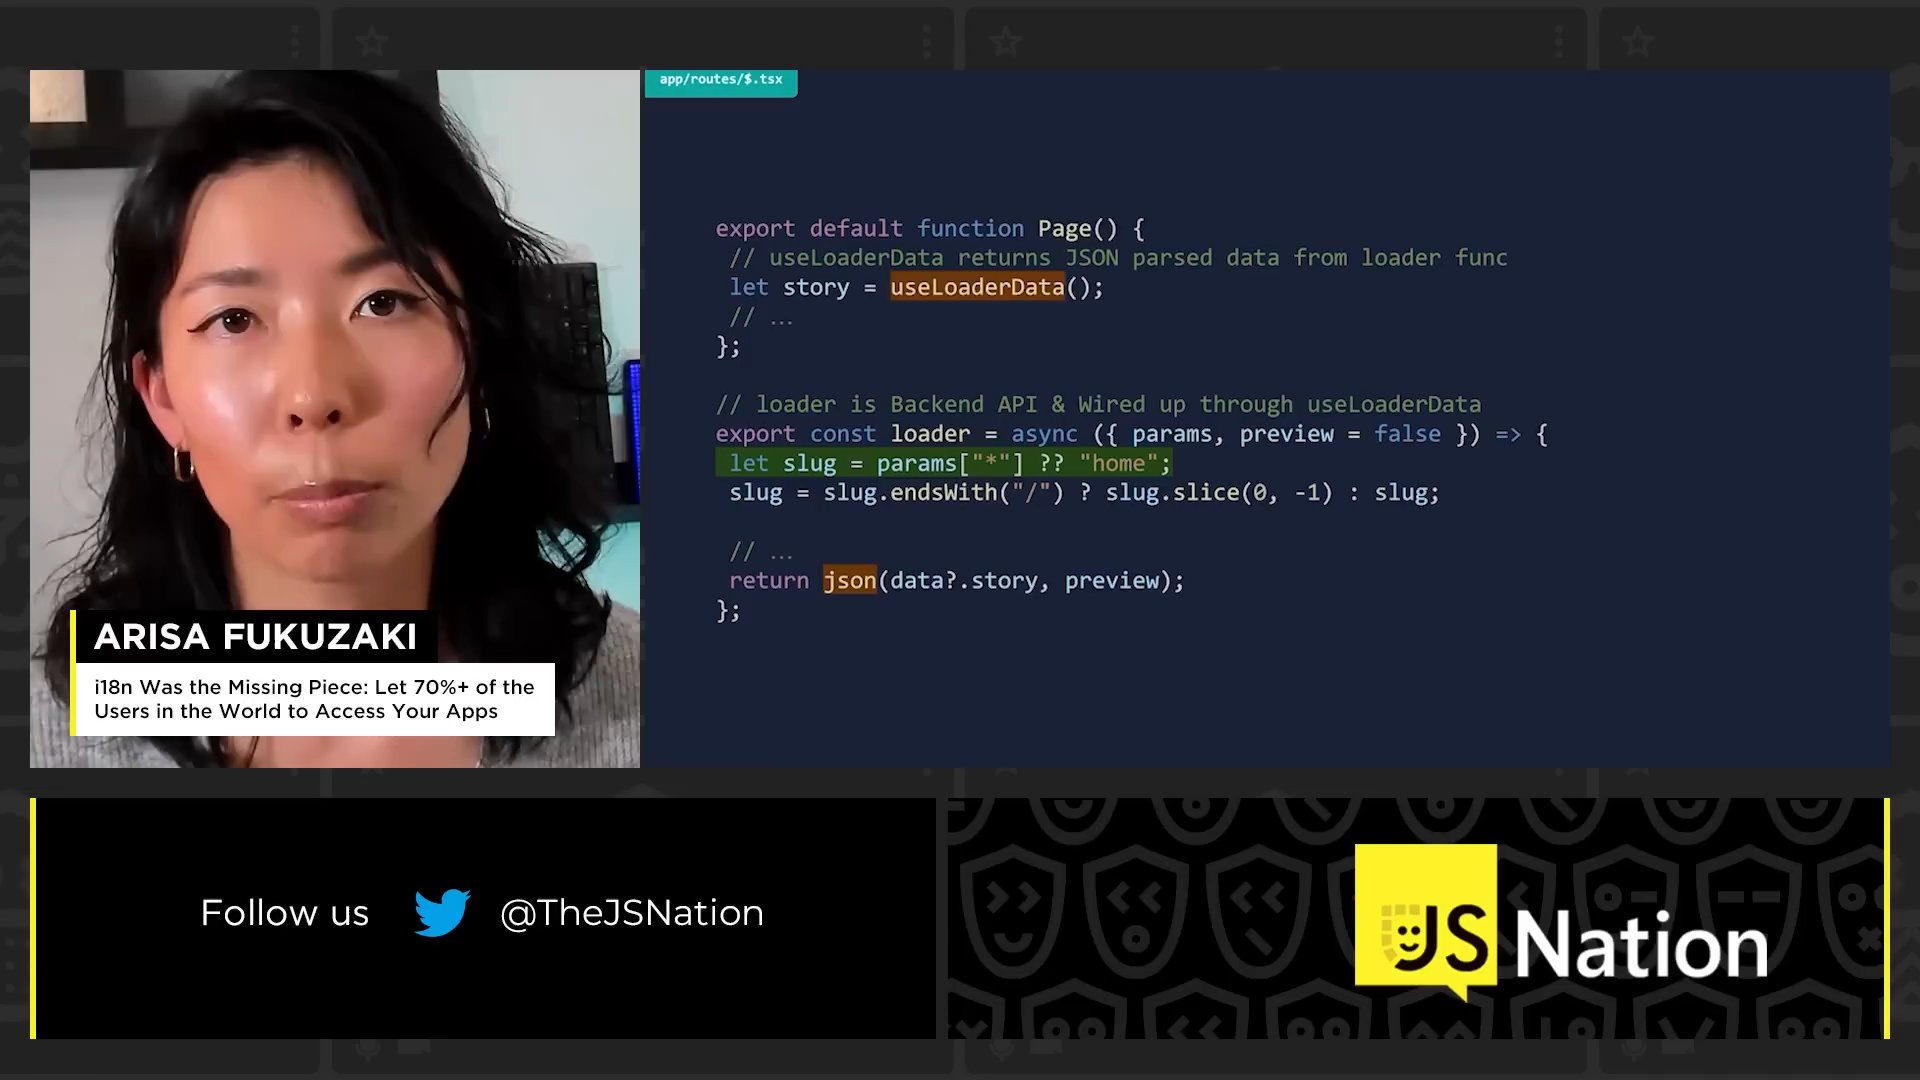 app/routes/$.tsx
export default function Page() {
// useLoaderData returns JSON parsed data from loader func
let story = useLoaderData();
// ...
};
// loader is Backend API & Wired up through useLoaderData
export const loader = async ({ params, preview = false }) => {
let slug = params["*"] ?? "home";
slug = slug.endsWith("/") ? slug.slice(0, -1) : slug;
// ...
return json(data?.story, preview);
};
ARISA FUKUZAKI
i18n Was the Missing Piece: Let 70%+ of the
Users in the World to Access Your Apps
Follow us @TheJSNation
JS Nation